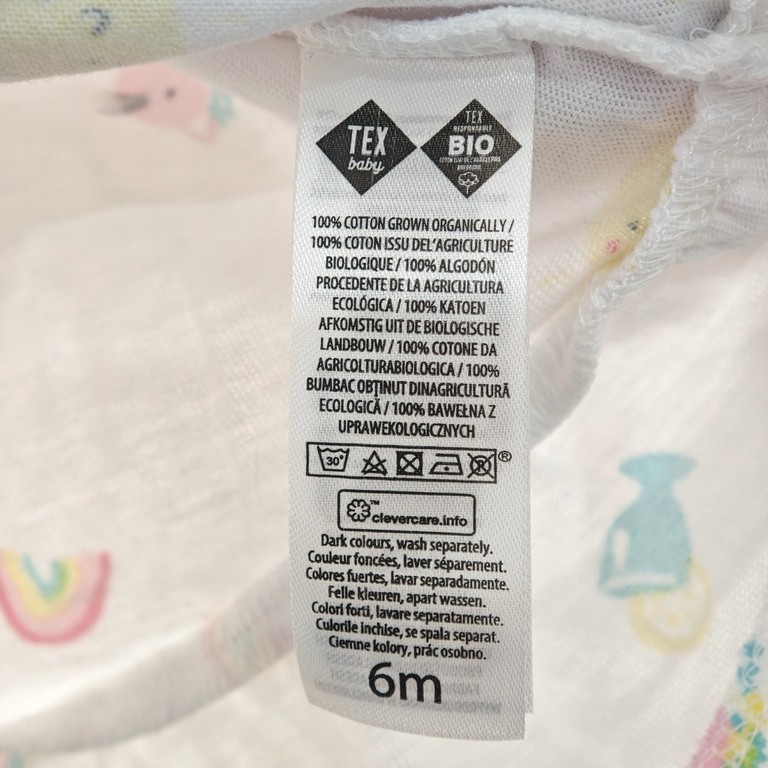 TEX
baby
TEX
RESPONSABLE
BIO
100% COTTON GROWN ORGANICALLY /
100% COTON ISSU DEL'AGRICULTURE
BIOLOGIQUE / 100% ALGODÓN
PROCEDENTE DE LA AGRICULTURA
ECOLÓGICA / 100% KATOEN
AFKOMSTIG UIT DE BIOLOGISCHE
LANDBOUW / 100% COTONE DA
AGRICOLTURABIOLOGICA / 100%
BUMBAC OBȚINUT DINAGRICULTURĂ
ECOLOGICĂ / 100% BAWEŁNA Z
UPRAWEKOLOGICZNYCH
30° ®
™ clevercare.info
Dark colours, wash separately.
Couleur foncées, laver séparement.
Colores fuertes, lavar separadamente.
Felle kleuren, apart wassen.
Colori forti, lavare separatamente.
Culorile inchise, se spala separat.
Ciemne kolory, prác osobno.
6m